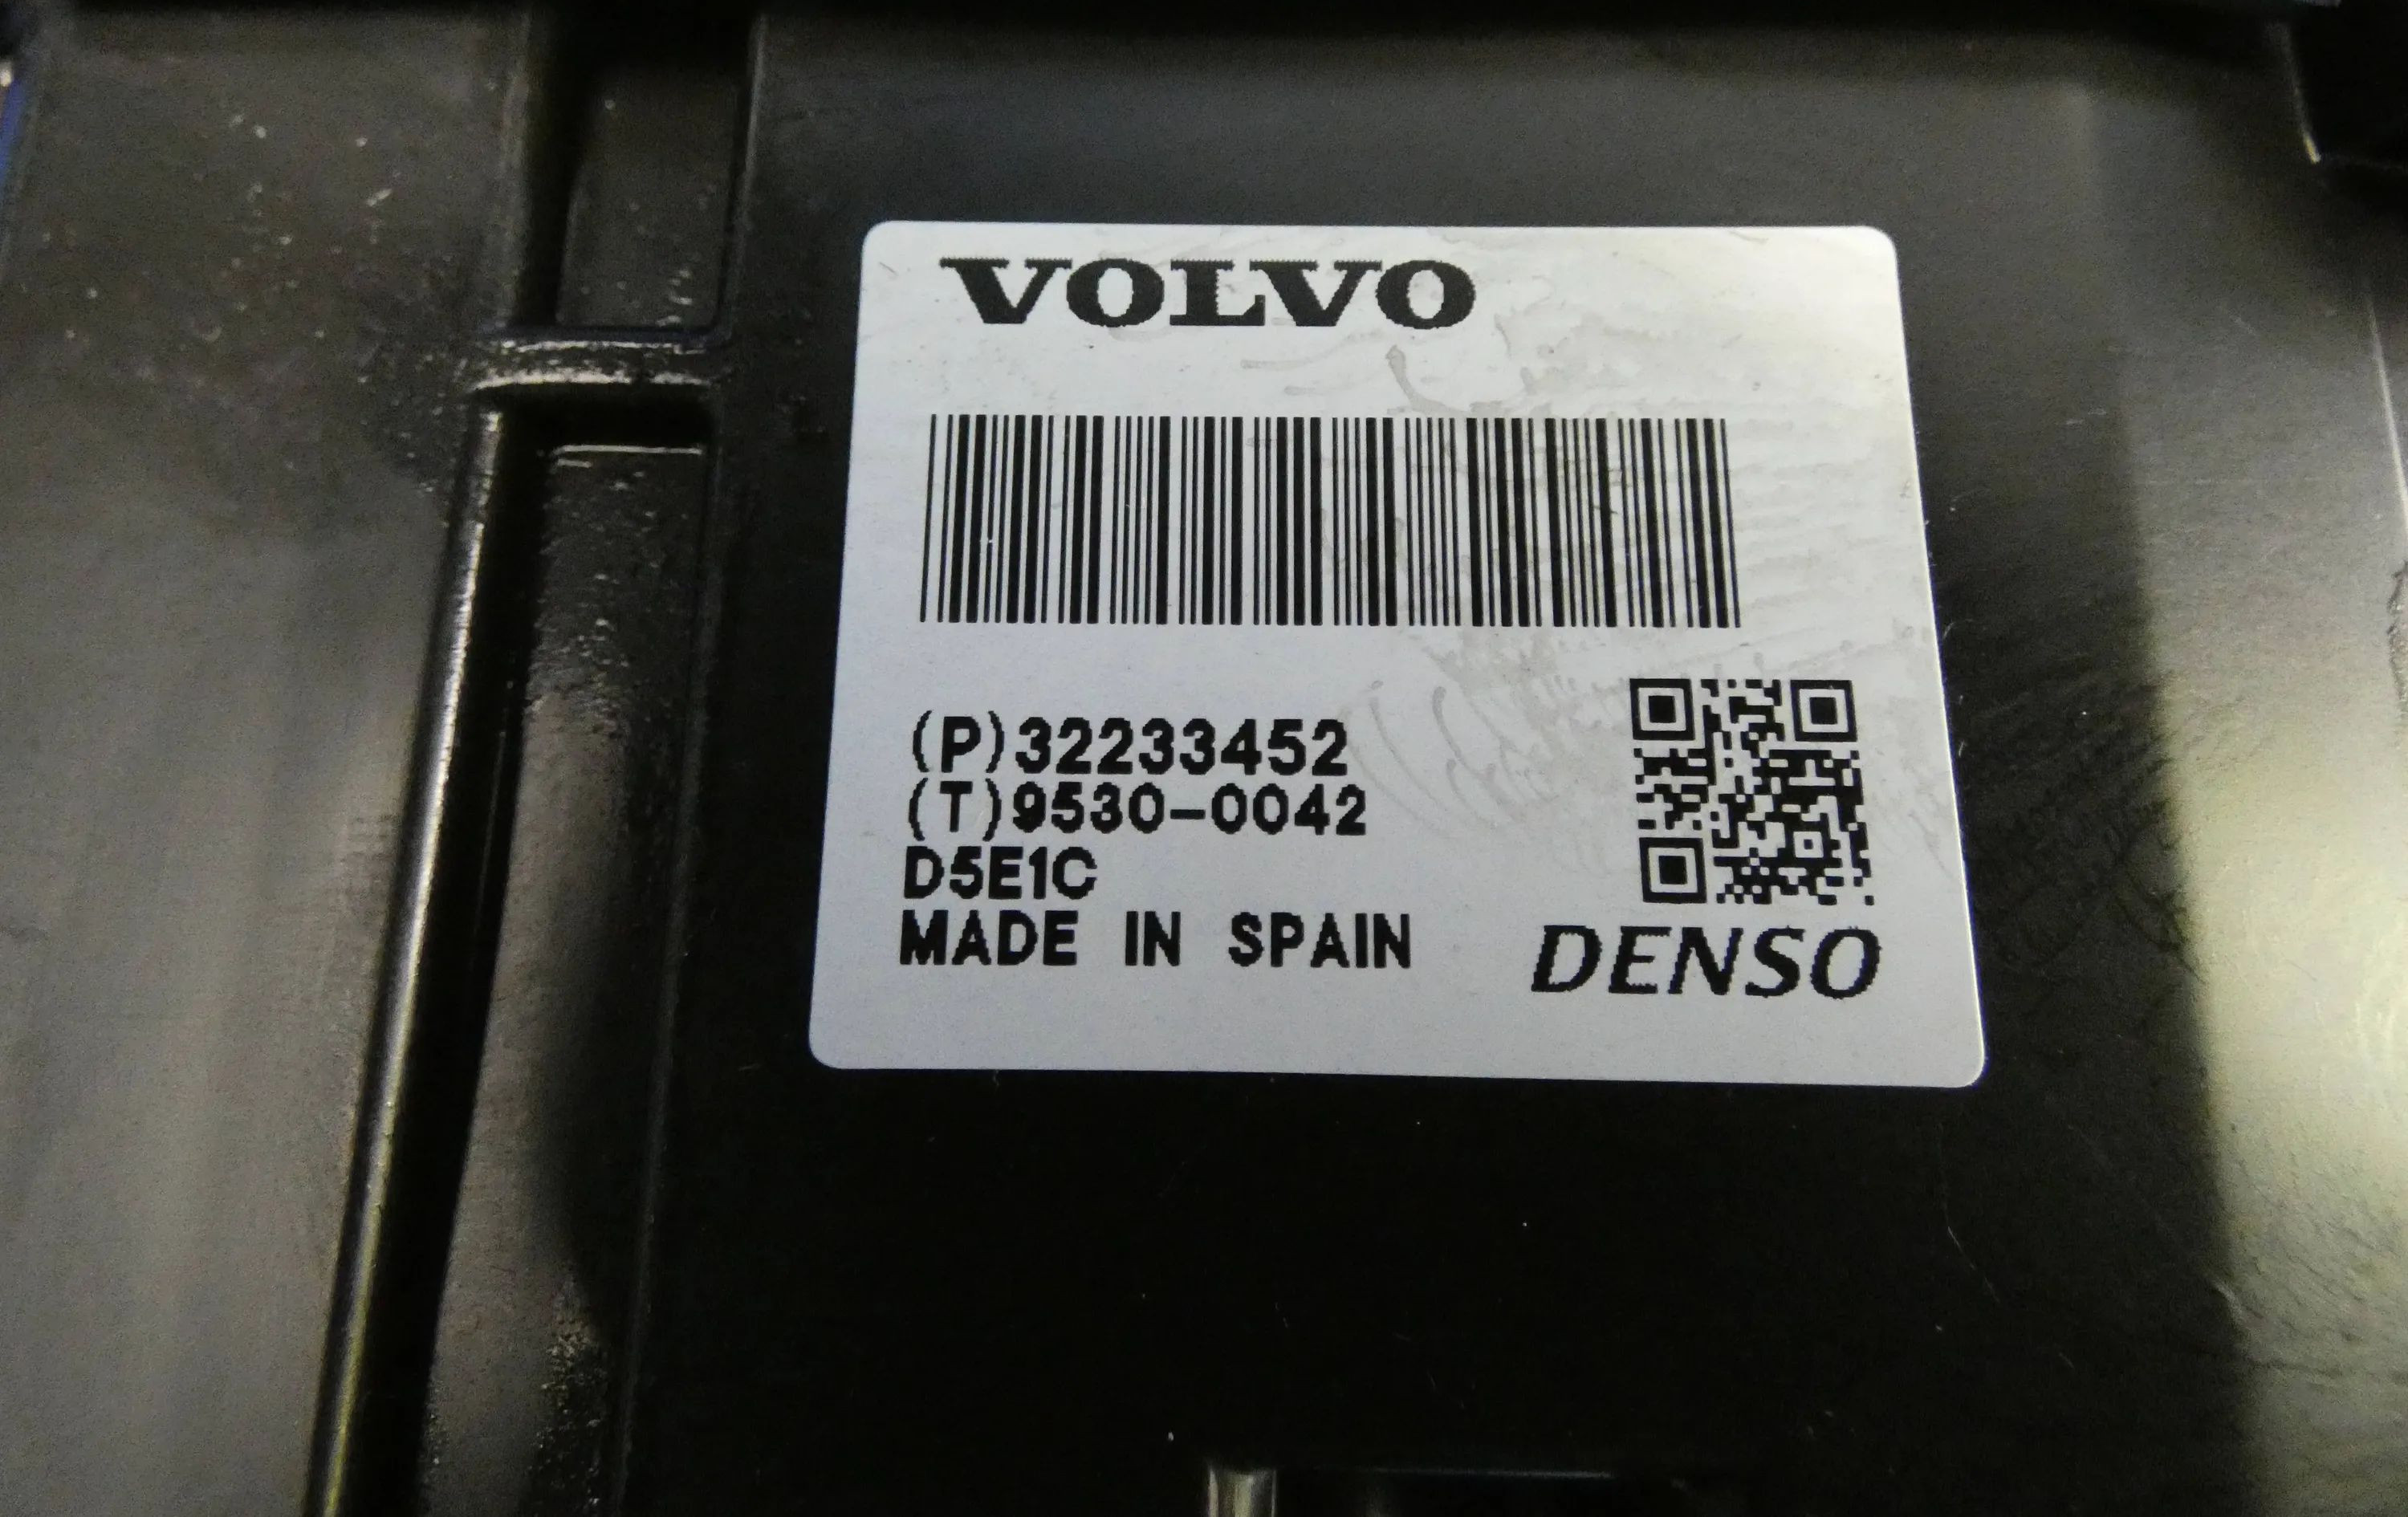 VOLVO
(P)32233452
(T)9530-0042
D5E1C
MADE IN SPAIN
DENSO